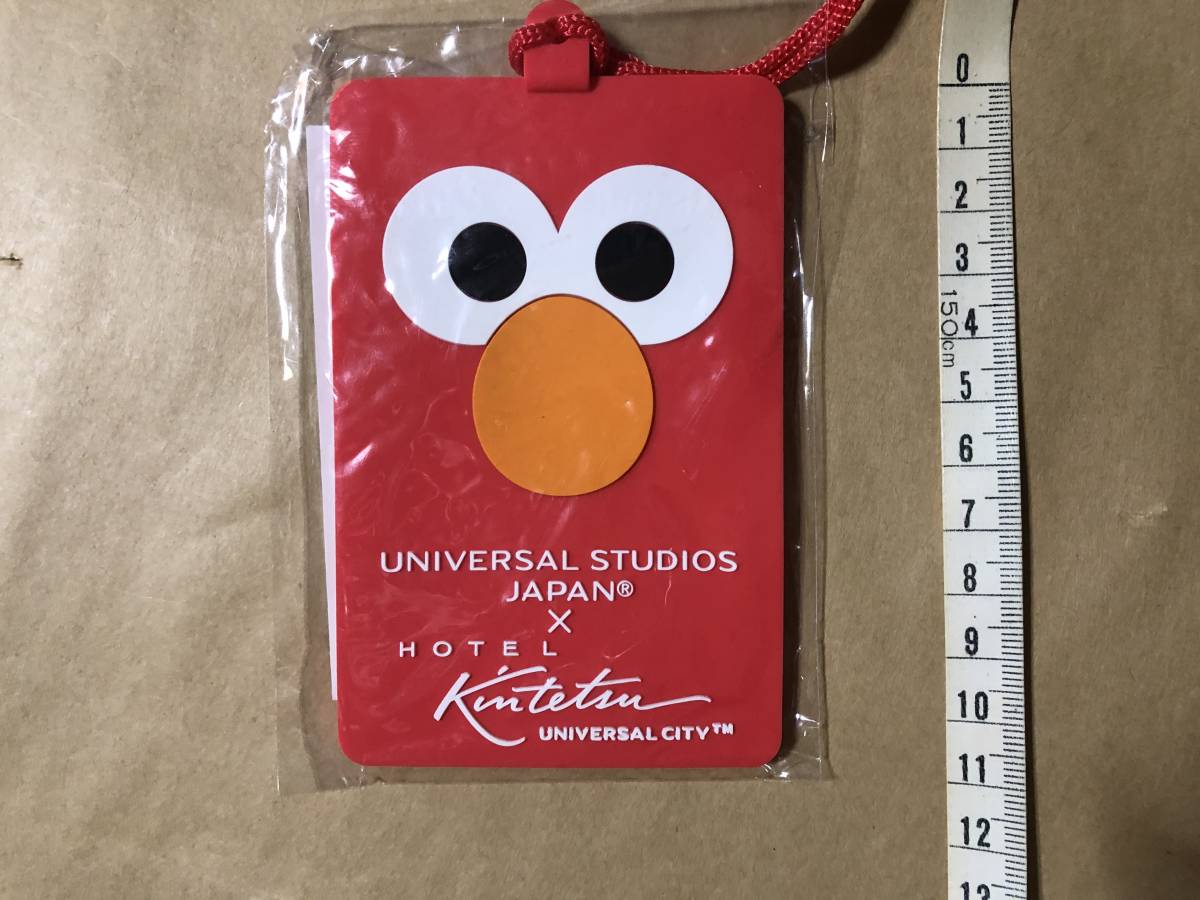 UNIVERSAL STUDIOS
JAPAN®
×
HOTEL
Kintetsu
UNIVERSAL CITY™
0
1
2
3
150cm
4
5
6
7
8
9
10
11
12
13